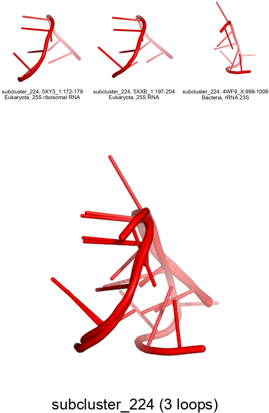 subcluster_224, 5XY3_1:172-179
Eukaryota, 25S ribosomal RNA
subcluster_224, 5XXB_1:197-204
Eukaryota, 25S RNA
subcluster_224, 4WF9_X:999-1006
Bacteria, rRNA 23S
subcluster_224 (3 loops)